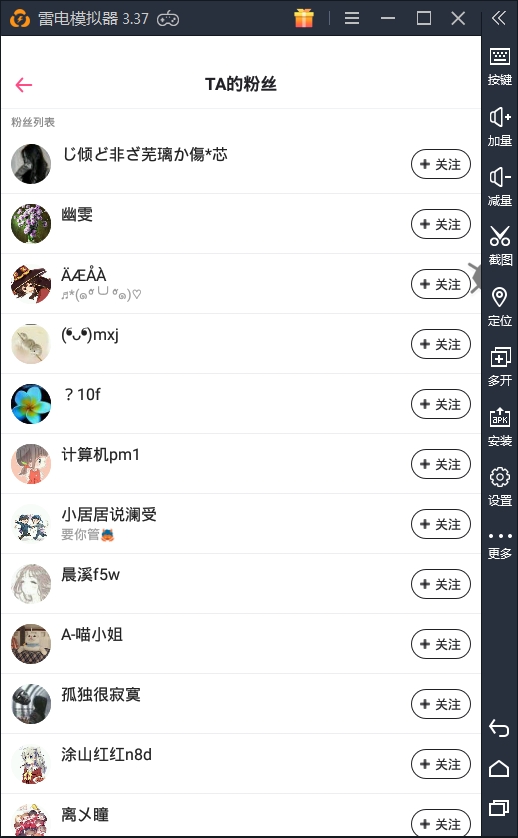 雷电模拟器 3.37
TA的粉丝
粉丝列表
じ倾ど非ざ芜璃か傷*芯
关注
幽雯
关注
ÄÆÅÀ
关注
(❛ᴗ❛)mxj
关注
？10f
关注
计算机pm1
关注
小居居说澜受
要你管
关注
晨溪f5w
关注
A-喵小姐
关注
孤独很寂寞
关注
涂山红红n8d
关注
离メ瞳
关注
按键
加量
减量
截图
定位
多开
APK
安装
设置
更多